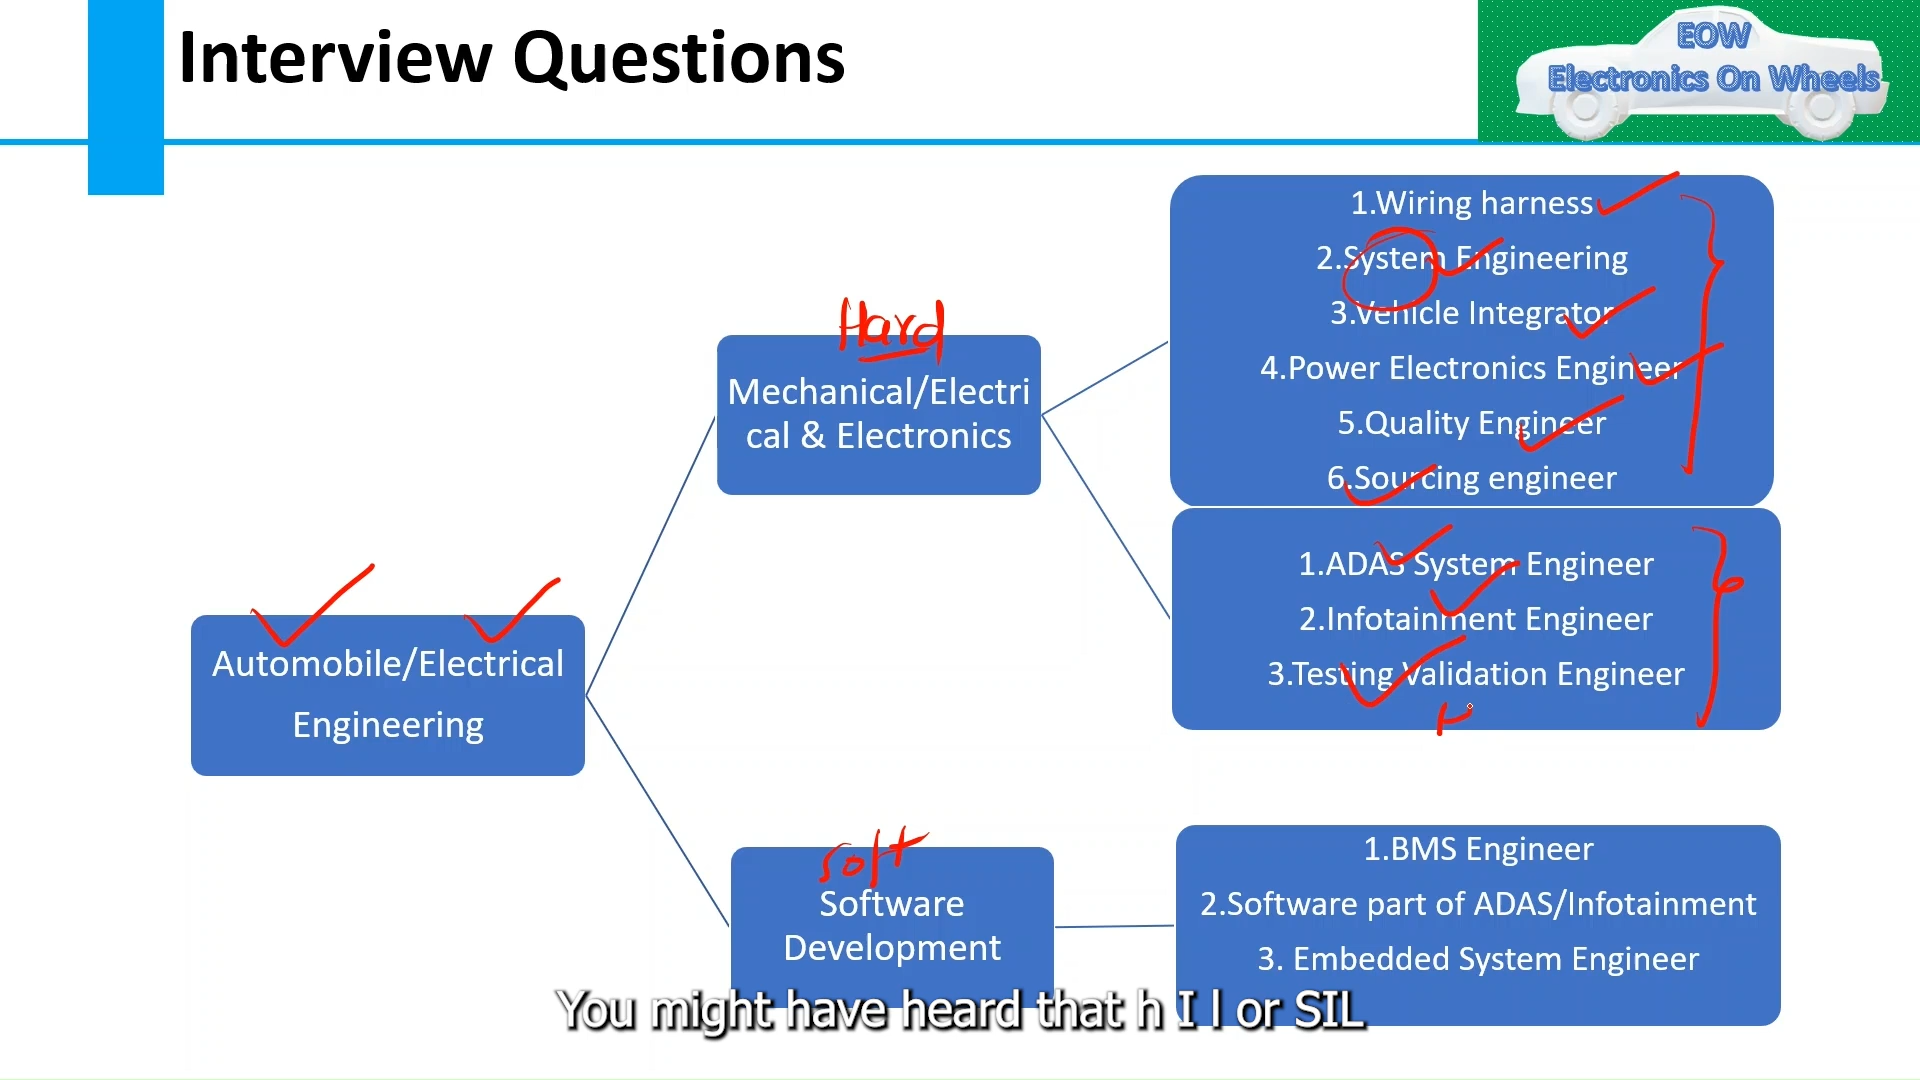 Interview Questions
EOW
Electronics On Wheels
1.Wiring harness
2.System Engineering
3.Vehicle Integrator
4.Power Electronics Engineer
5.Quality Engineer
6.Sourcing engineer
Hard
Mechanical/Electri
cal & Electronics
1.ADAS System Engineer
2.Infotainment Engineer
3.Testing Validation Engineer
Automobile/Electrical
Engineering
soft
Software
Development
1.BMS Engineer
2.Software part of ADAS/Infotainment
3. Embedded System Engineer
You might have heard that h I l or SIL